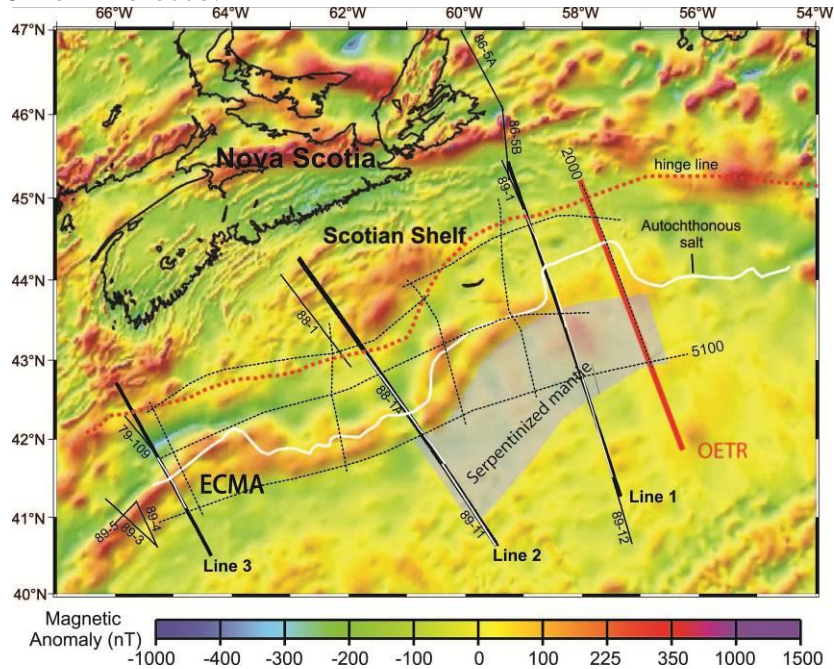 66°W 64°W 62°W 60°W 58°W 56°W 54°W
47°N
46°N
45°N
44°N
43°N
42°N
41°N
40°N
86-5A
86-5B
Nova Scotia
89-1
2000
hinge line
Scotian Shelf
Autochthonous
salt
88-1
5100
88-1A
Serpentinized mantle
79-109
OETR
ECMA
89-5
89-3
89-4
Line 1
Line 2
89-11
89-12
Line 3
Magnetic
Anomaly (nT)
-1000 -400 -300 -200 -100 0 100 225 350 1000 1500